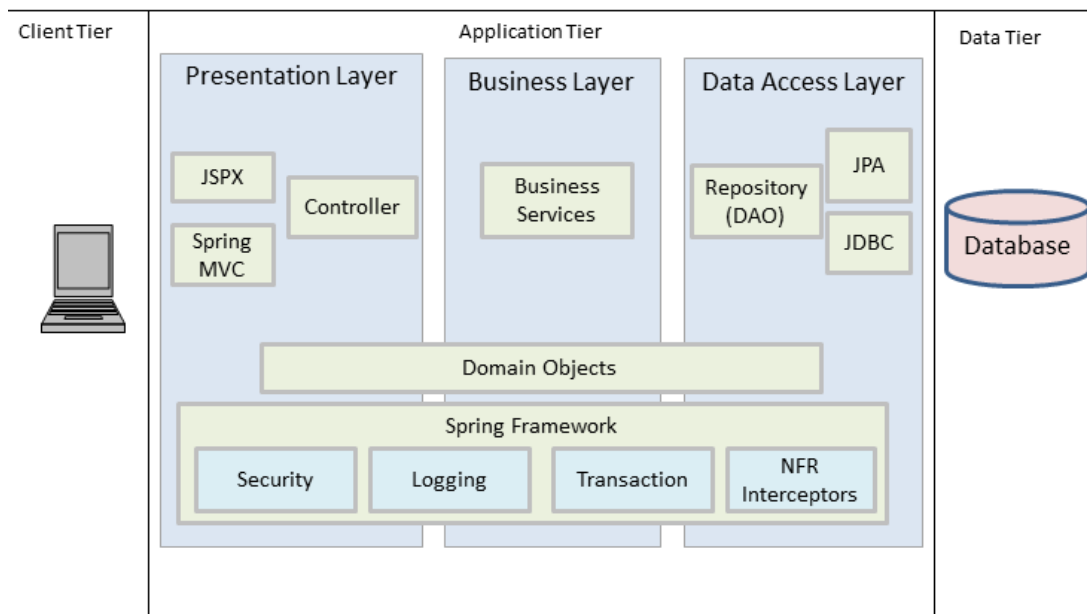 Client Tier
Application Tier
Data Tier
Presentation Layer
Business Layer
Data Access Layer
JSPX
Controller
Spring
MVC
Business
Services
Repository
(DAO)
JPA
JDBC
Database
Domain Objects
Spring Framework
Security
Logging
Transaction
NFR
Interceptors